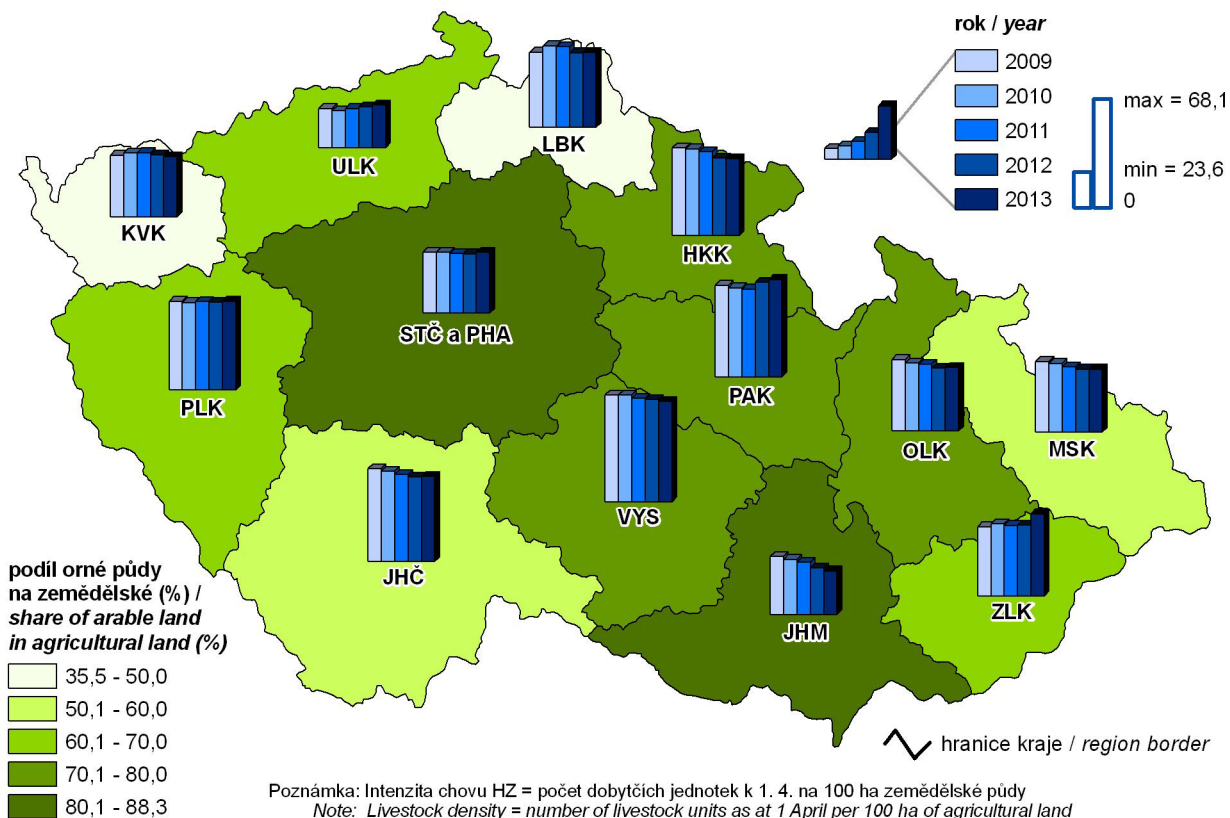 rok / year
2009
2010
2011
2012
2013
max = 68,1
min = 23,6
0
LBK
ULK
KVK
HKK
STČ a PHA
PAK
PLK
OLK
MSK
VYS
JHČ
ZLK
JHM
podíl orné půdy
na zemědělské (%) /
share of arable land
in agricultural land (%)
35,5 - 50,0
50,1 - 60,0
60,1 - 70,0
70,1 - 80,0
80,1 - 88,3
hranice kraje / region border
Poznámka: Intenzita chovu HZ = počet dobytčích jednotek k 1. 4. na 100 ha zemědělské půdy
Note: Livestock density = number of livestock units as at 1 April per 100 ha of agricultural land